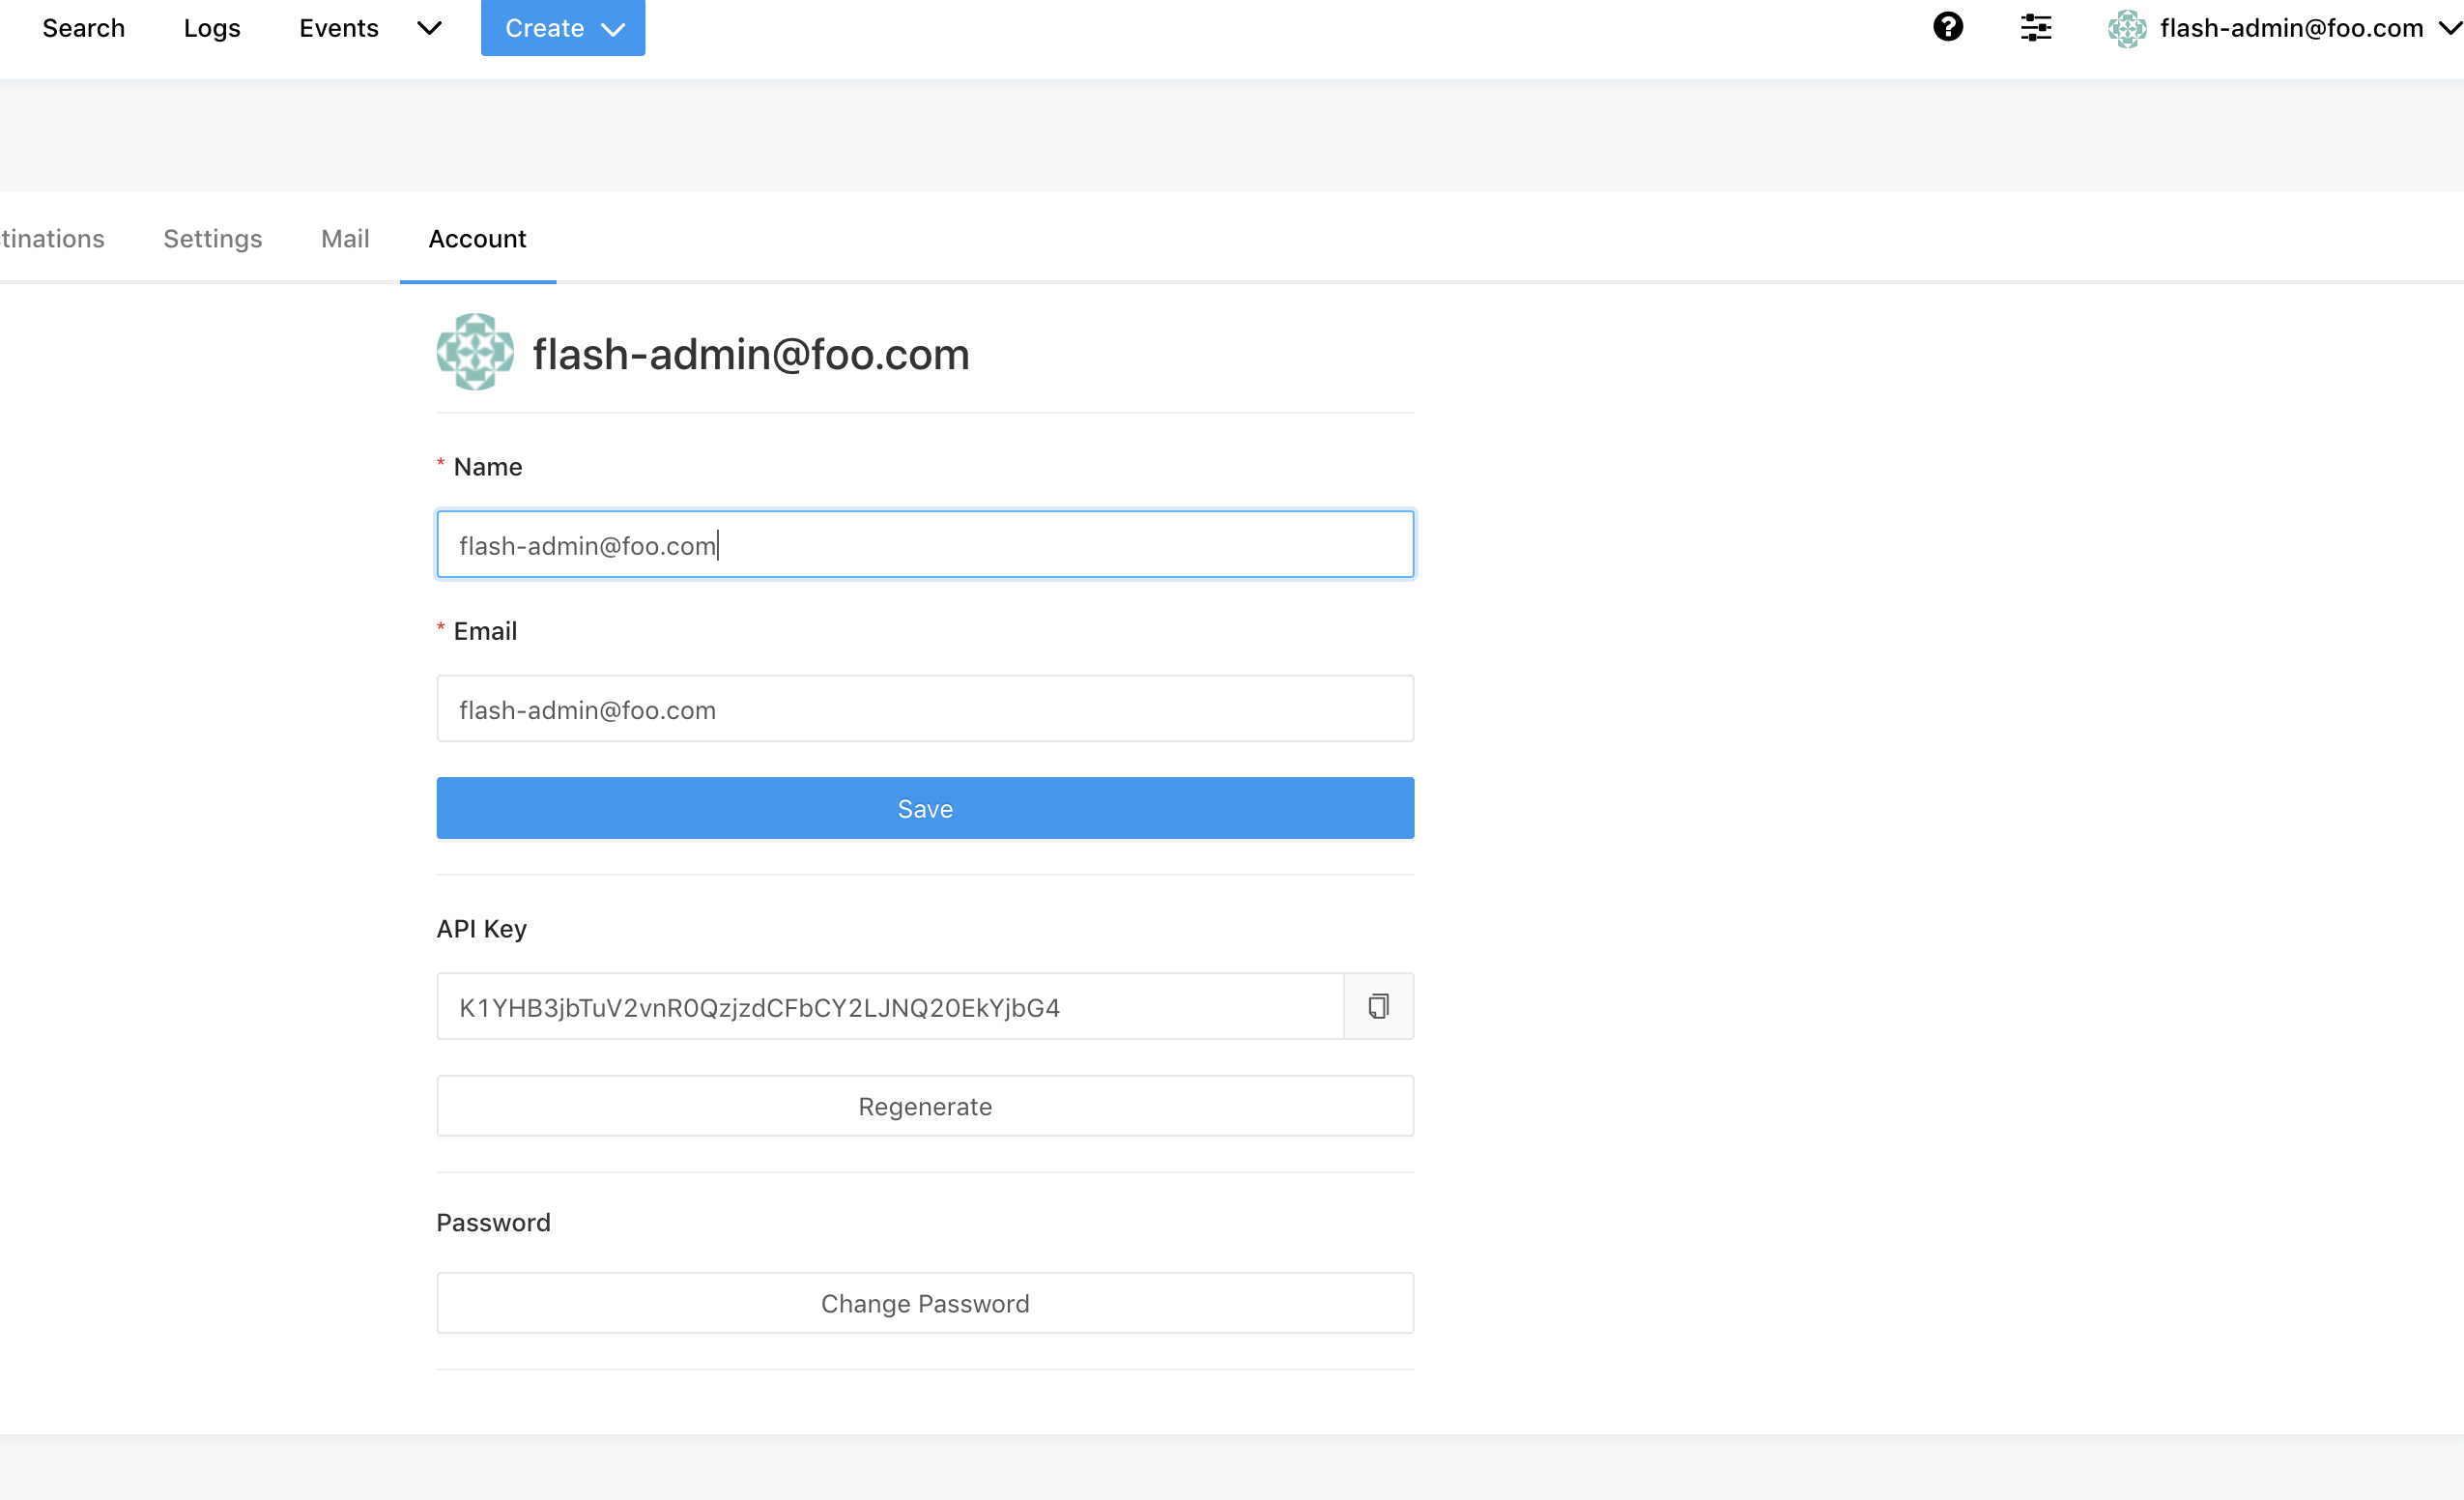 Search Logs Events Create flash-admin@foo.com
tinations Settings Mail Account
flash-admin@foo.com
* Name
flash-admin@foo.com
* Email
flash-admin@foo.com
Save
API Key
K1YHB3jbTuV2vnR0QzjzdCFbCY2LJNQ20EkYjbG4
Regenerate
Password
Change Password